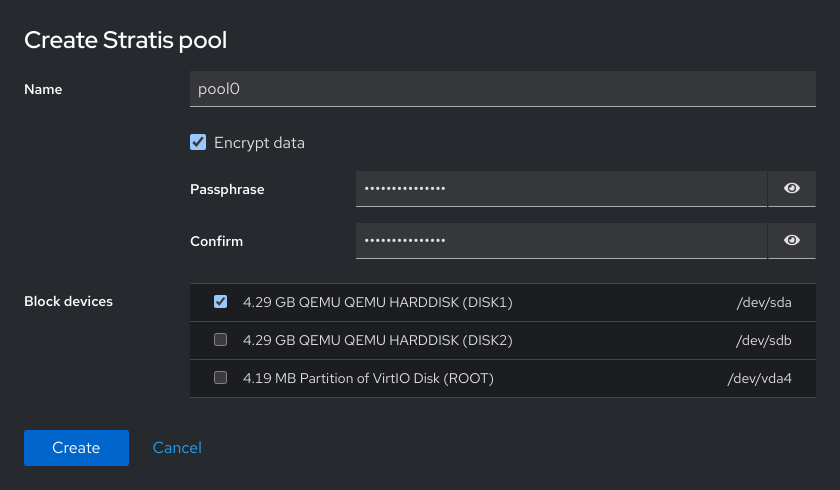 Create Stratis pool
Name
pool0
Encrypt data
Passphrase
•••••••••••••••
Confirm
•••••••••••••••
Block devices
4.29 GB QEMU QEMU HARDDISK (DISK1) /dev/sda
4.29 GB QEMU QEMU HARDDISK (DISK2) /dev/sdb
4.19 MB Partition of VirtIO Disk (ROOT) /dev/vda4
Create Cancel